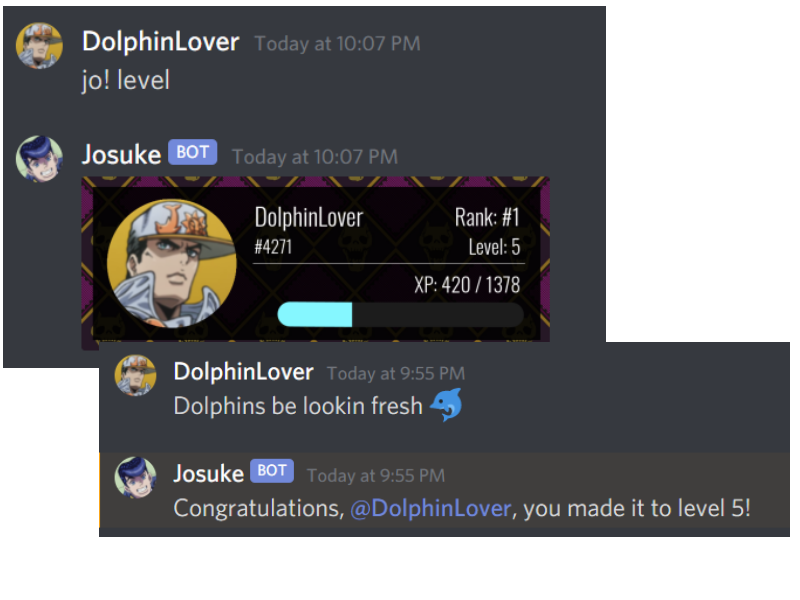 DolphinLover Today at 10:07 PM
jo! level
Josuke BOT Today at 10:07 PM
DolphinLover Rank: #1
#4271 Level: 5
XP: 420 / 1378
DolphinLover Today at 9:55 PM
Dolphins be lookin fresh 🐬
Josuke BOT Today at 9:55 PM
Congratulations, @DolphinLover, you made it to level 5!